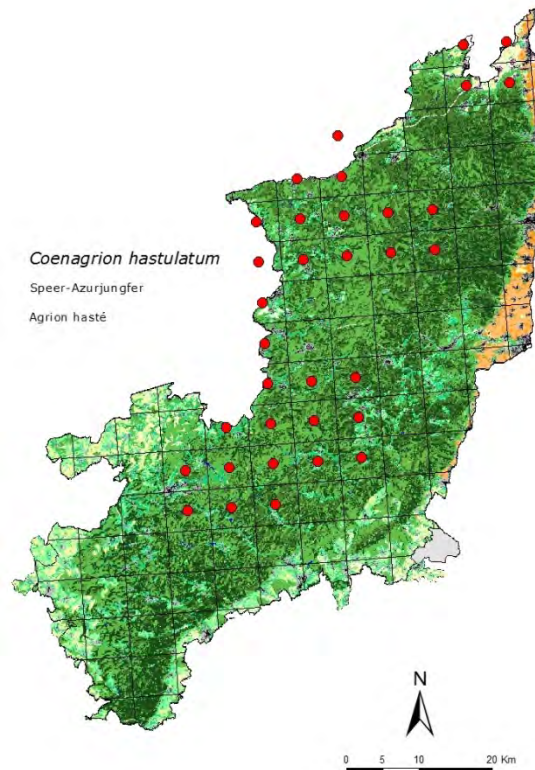 Coenagrion hastulatum
Speer-Azurjungfer
Agrion hasté
N
0 5 10 20 Km